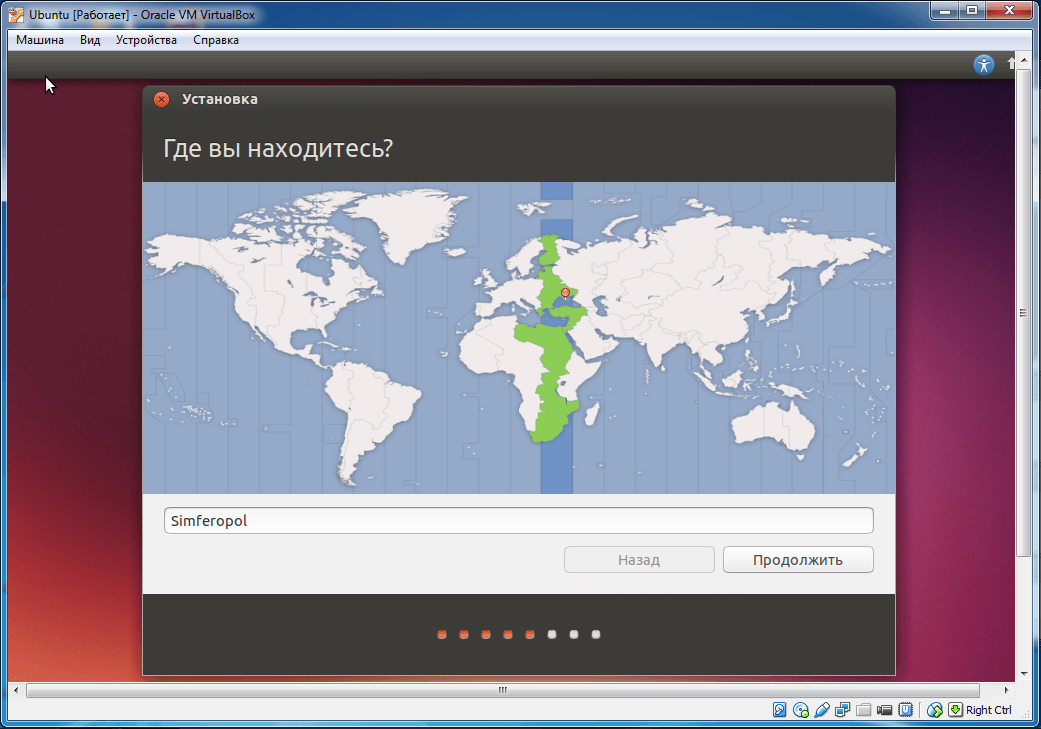 Ubuntu [Работает] - Oracle VM VirtualBox
Машина Вид Устройства Справка
Установка
Где вы находитесь?
Simferopol
Назад Продолжить
Right Ctrl